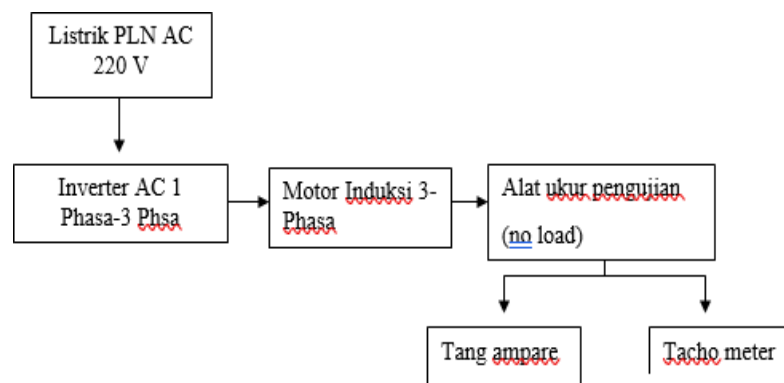 Listrik PLN AC
220 V
Inverter AC 1
Phasa-3 Phsa
Motor Induksi 3-
Phasa
Alat ukur pengujian
(no load)
Tang ampare
Tacho meter